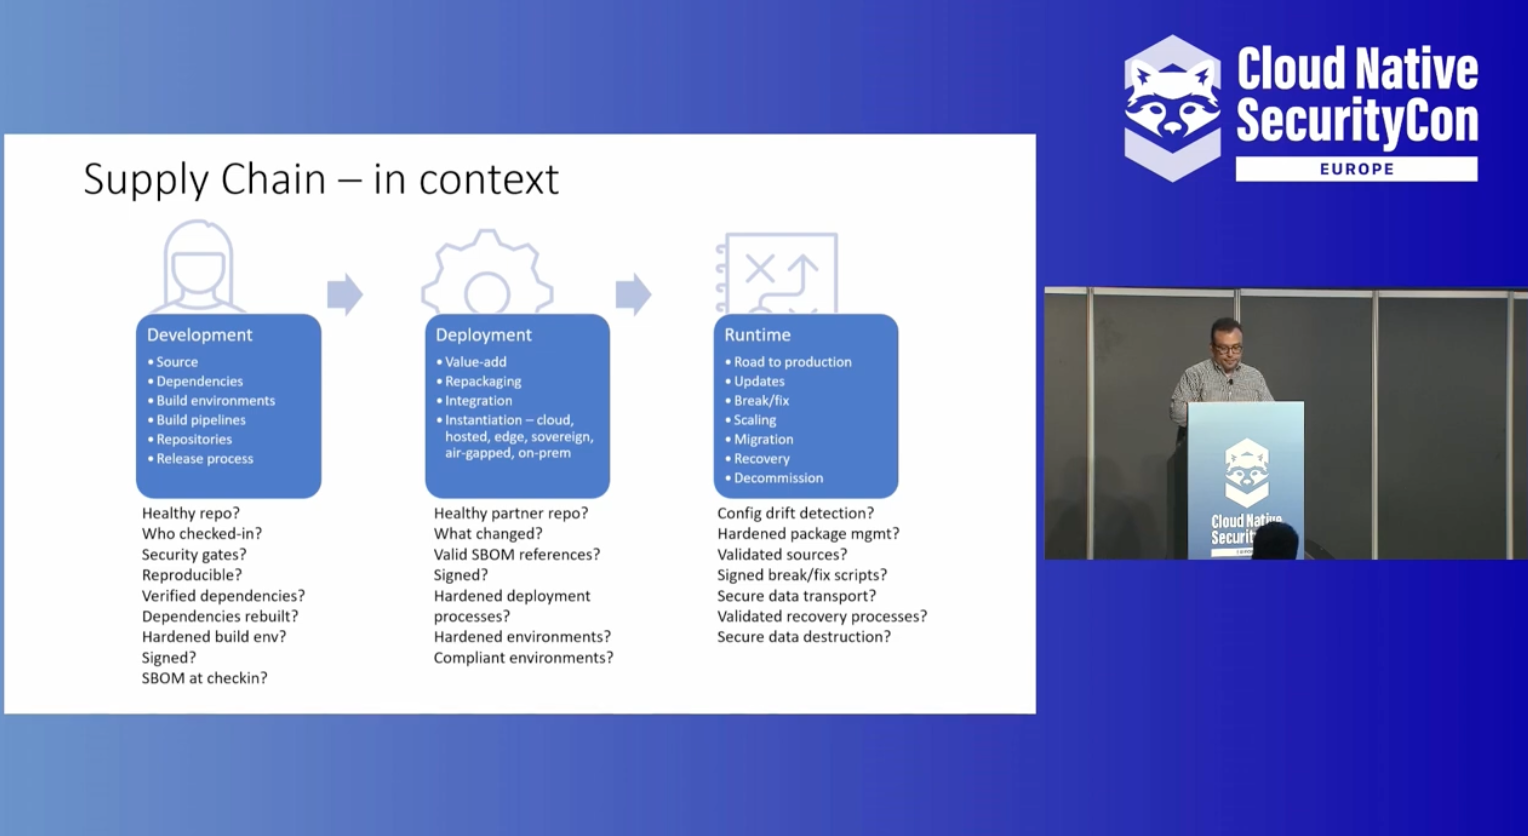 Cloud Native
SecurityCon
EUROPE
Supply Chain – in context
Development
• Source
• Dependencies
• Build environments
• Build pipelines
• Repositories
• Release process
Healthy repo?
Who checked-in?
Security gates?
Reproducible?
Verified dependencies?
Dependencies rebuilt?
Hardened build env?
Signed?
SBOM at checkin?
Deployment
• Value-add
• Repackaging
• Integration
• Instantiation – cloud,
hosted, edge, sovereign,
air-gapped, on-prem
Healthy partner repo?
What changed?
Valid SBOM references?
Signed?
Hardened deployment
processes?
Hardened environments?
Compliant environments?
Runtime
• Road to production
• Updates
• Break/fix
• Scaling
• Migration
• Recovery
• Decommission
Config drift detection?
Hardened package mgmt?
Validated sources?
Signed break/fix scripts?
Secure data transport?
Validated recovery processes?
Secure data destruction?
Cloud Native